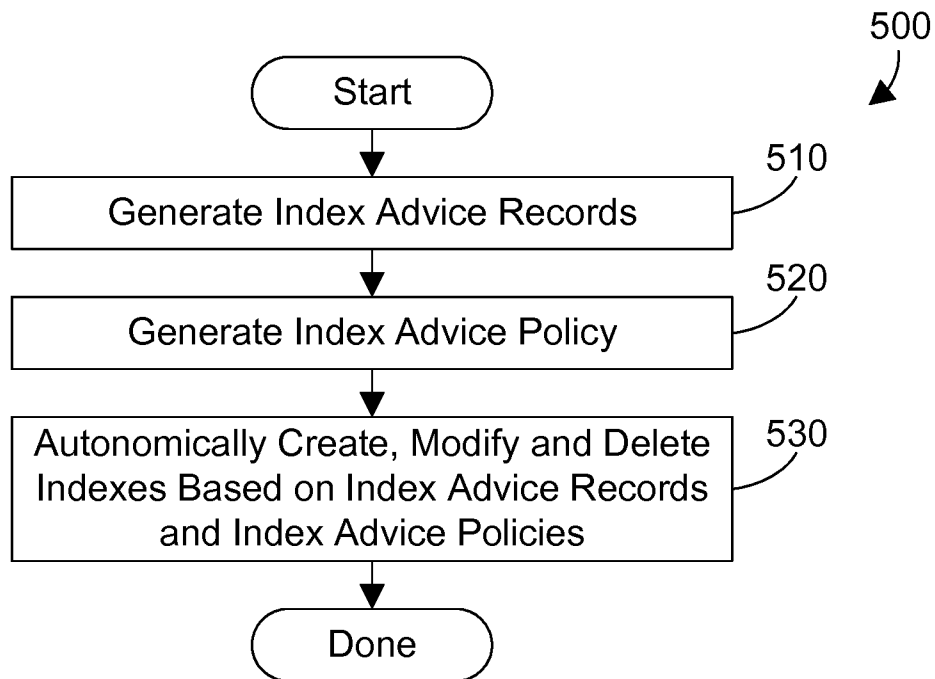 500
Start
510
Generate Index Advice Records
520
Generate Index Advice Policy
530
Autonomically Create, Modify and Delete
Indexes Based on Index Advice Records
and Index Advice Policies
Done